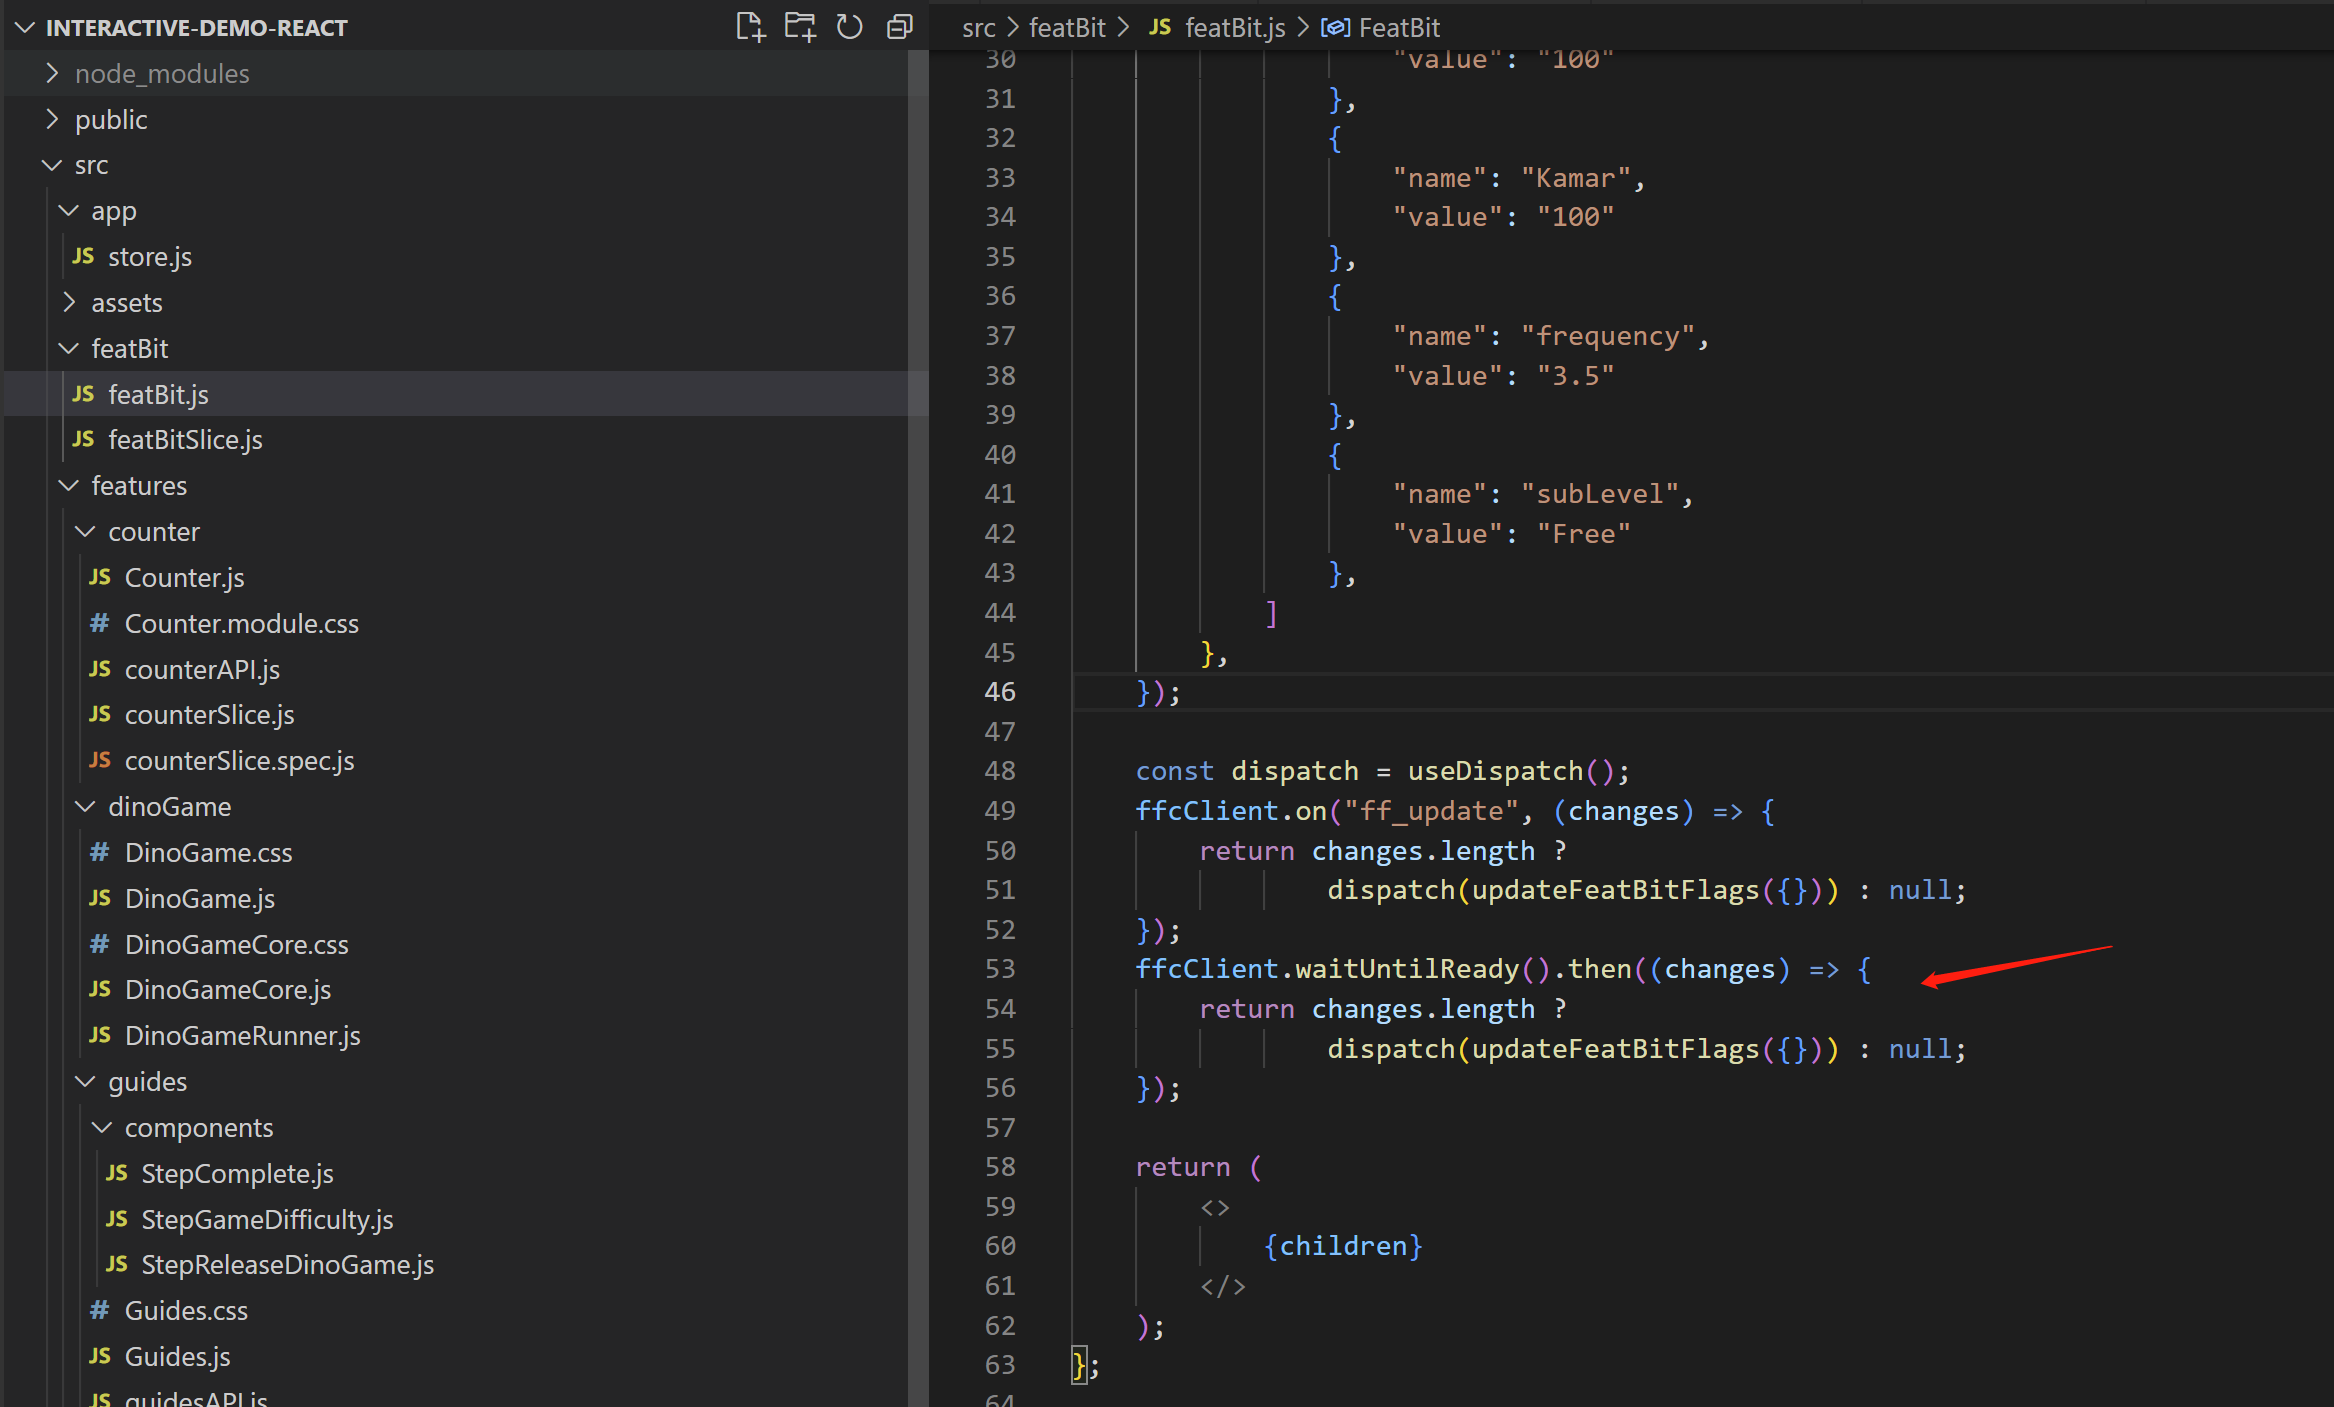 INTERACTIVE-DEMO-REACT
node_modules
public
src
app
JS store.js
assets
featBit
JS featBit.js
JS featBitSlice.js
features
counter
JS Counter.js
# Counter.module.css
JS counterAPI.js
JS counterSlice.js
JS counterSlice.spec.js
dinoGame
# DinoGame.css
JS DinoGame.js
# DinoGameCore.css
JS DinoGameCore.js
JS DinoGameRunner.js
guides
components
JS StepComplete.js
JS StepGameDifficulty.js
JS StepReleaseDinoGame.js
# Guides.css
JS Guides.js
JS guidesAPI.js
src > featBit > JS featBit.js > FeatBit
30 "value": "100"
31 },
32 {
33 "name": "Kamar",
34 "value": "100"
35 },
36 {
37 "name": "frequency",
38 "value": "3.5"
39 },
40 {
41 "name": "subLevel",
42 "value": "Free"
43 },
44 ]
45 },
46 });
47
48 const dispatch = useDispatch();
49 ffcClient.on("ff_update", (changes) => {
50 return changes.length ?
51 dispatch(updateFeatBitFlags({})) : null;
52 });
53 ffcClient.waitUntilReady().then((changes) => {
54 return changes.length ?
55 dispatch(updateFeatBitFlags({})) : null;
56 });
57
58 return (
59 <>
60 {children}
61 </>
62 );
63 };
64